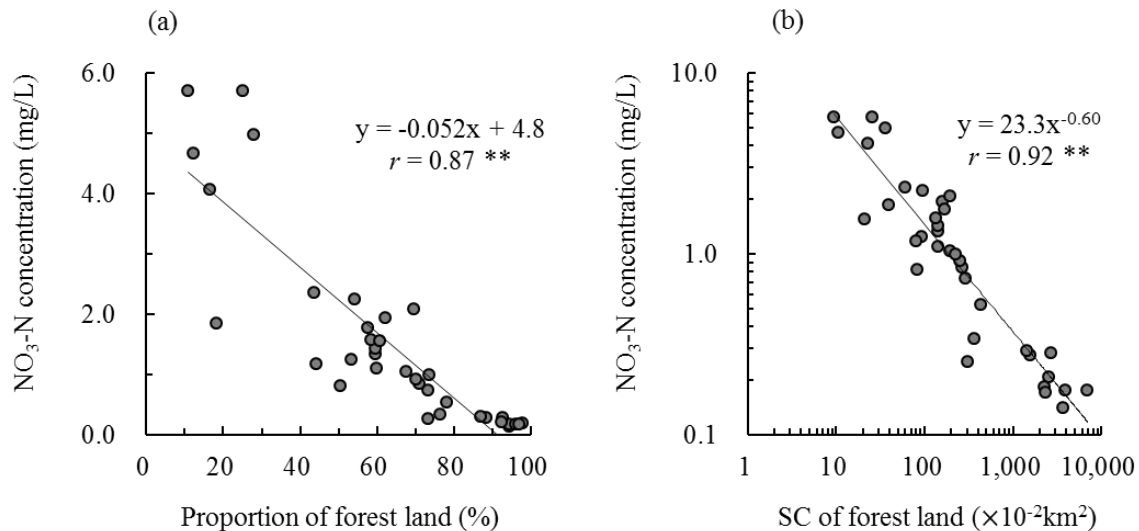 (a)
NO₃-N concentration (mg/L)
6.0
4.0
2.0
0.0
y = -0.052x + 4.8
r = 0.87 **
0 20 40 60 80 100
Proportion of forest land (%)
(b)
NO₃-N concentration (mg/L)
10.0
1.0
0.1
y = 23.3x⁻⁰·⁶⁰
r = 0.92 **
1 10 100 1,000 10,000
SC of forest land (×10⁻²km²)